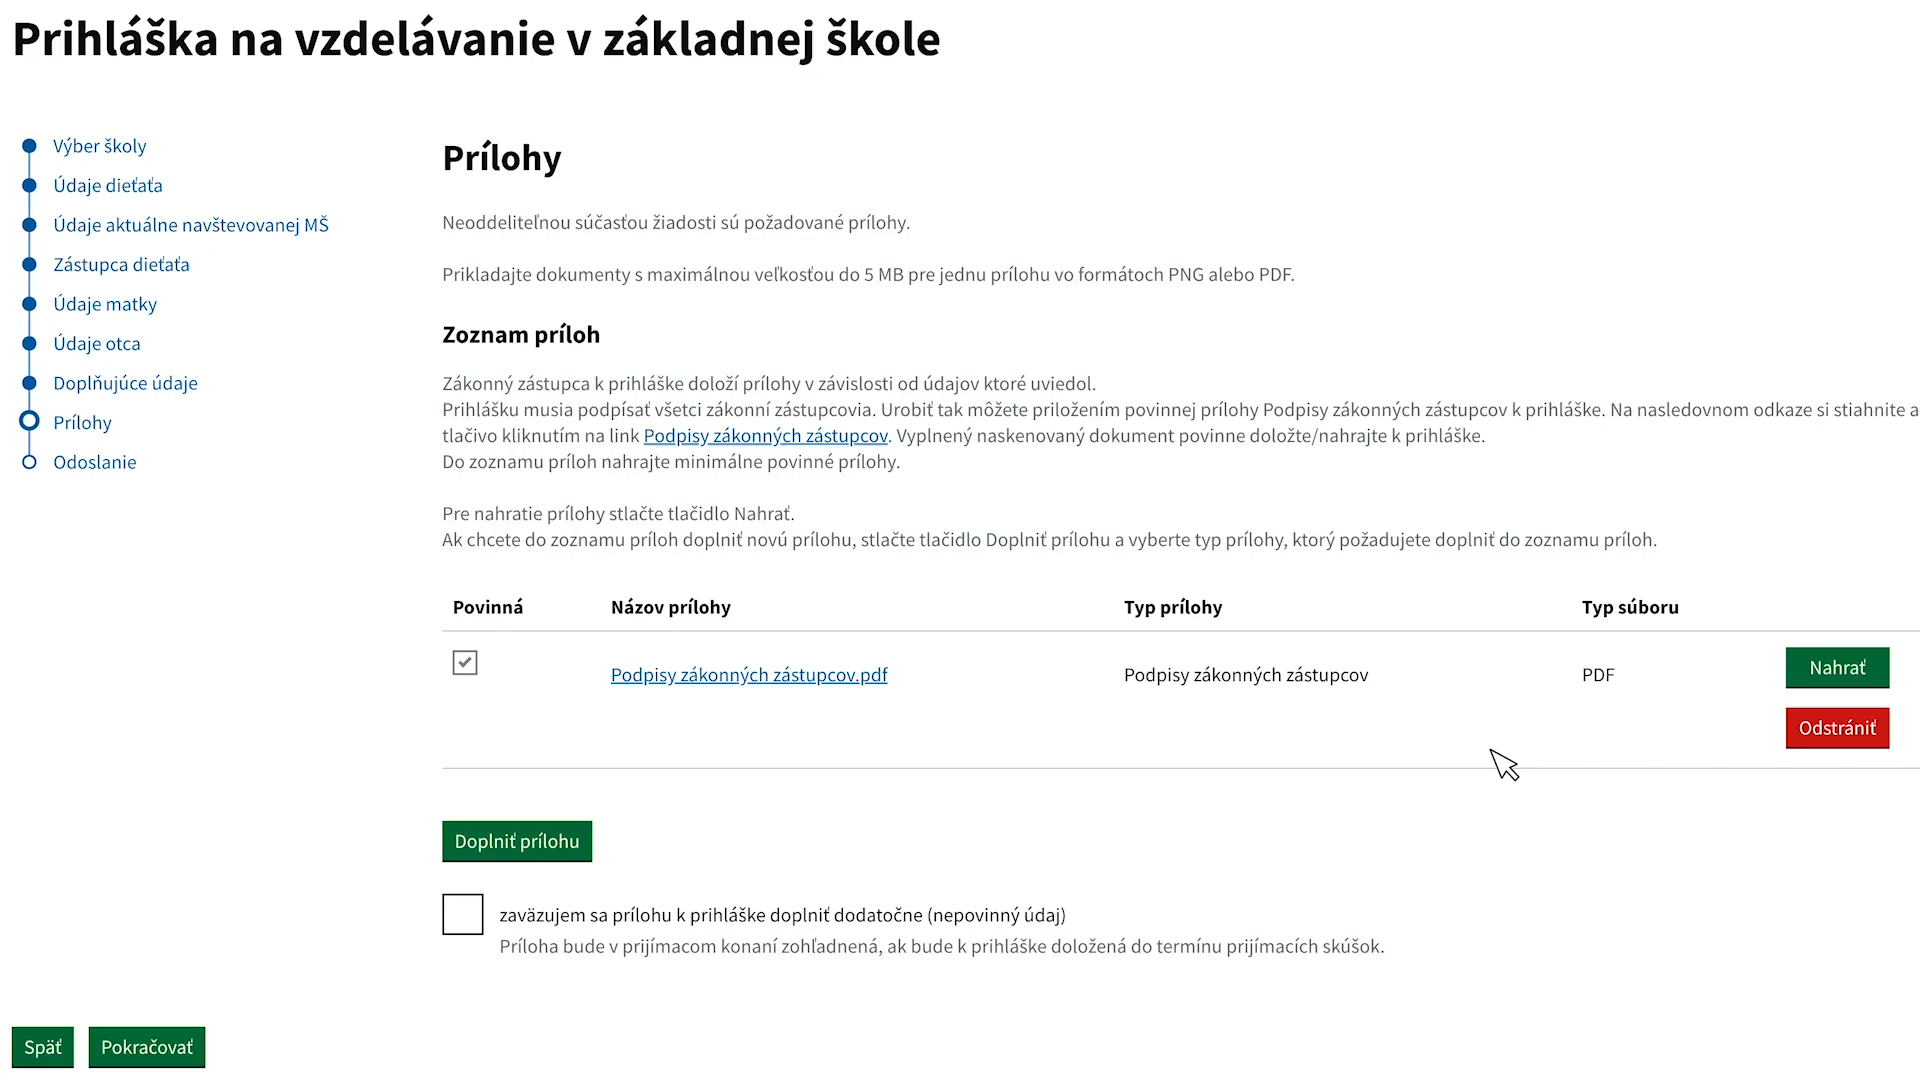 Prihláška na vzdelávanie v základnej škole
Výber školy
Údaje dieťaťa
Údaje aktuálne navštevovanej MŠ
Zástupca dieťaťa
Údaje matky
Údaje otca
Doplňujúce údaje
Prílohy
Odoslanie
Prílohy
Neoddeliteľnou súčasťou žiadosti sú požadované prílohy.
Prikladajte dokumenty s maximálnou veľkosťou do 5 MB pre jednu prílohu vo formátoch PNG alebo PDF.
Zoznam príloh
Zákonný zástupca k prihláške doloží prílohy v závislosti od údajov ktoré uviedol.
Prihlášku musia podpísať všetci zákonní zástupcovia. Urobiť tak môžete priložením povinnej prílohy Podpisy zákonných zástupcov k prihláške. Na nasledovnom odkaze si stiahnite a
tlačivo kliknutím na link Podpisy zákonných zástupcov. Vyplnený naskenovaný dokument povinne doložte/nahrajte k prihláške.
Do zoznamu príloh nahrajte minimálne povinné prílohy.
Pre nahratie prílohy stlačte tlačidlo Nahrať.
Ak chcete do zoznamu príloh doplniť novú prílohu, stlačte tlačidlo Doplniť prílohu a vyberte typ prílohy, ktorý požadujete doplniť do zoznamu príloh.
Povinná Názov prílohy Typ prílohy Typ súboru
Podpisy zákonných zástupcov.pdf Podpisy zákonných zástupcov PDF Nahrať
Odstrániť
Doplniť prílohu
zaväzujem sa prílohu k prihláške doplniť dodatočne (nepovinný údaj)
Príloha bude v prijímacom konaní zohľadnená, ak bude k prihláške doložená do termínu prijímacích skúšok.
Späť Pokračovať